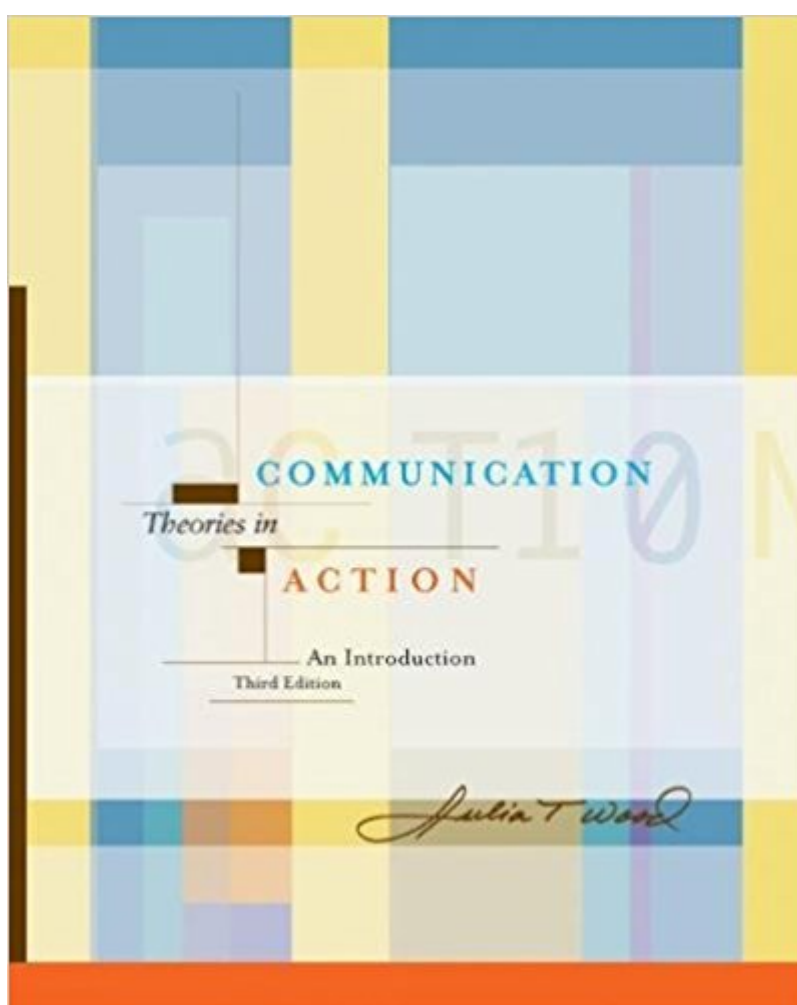 COMMUNICATION
Theories in
ACTION
An Introduction
Third Edition
Julia T Wood